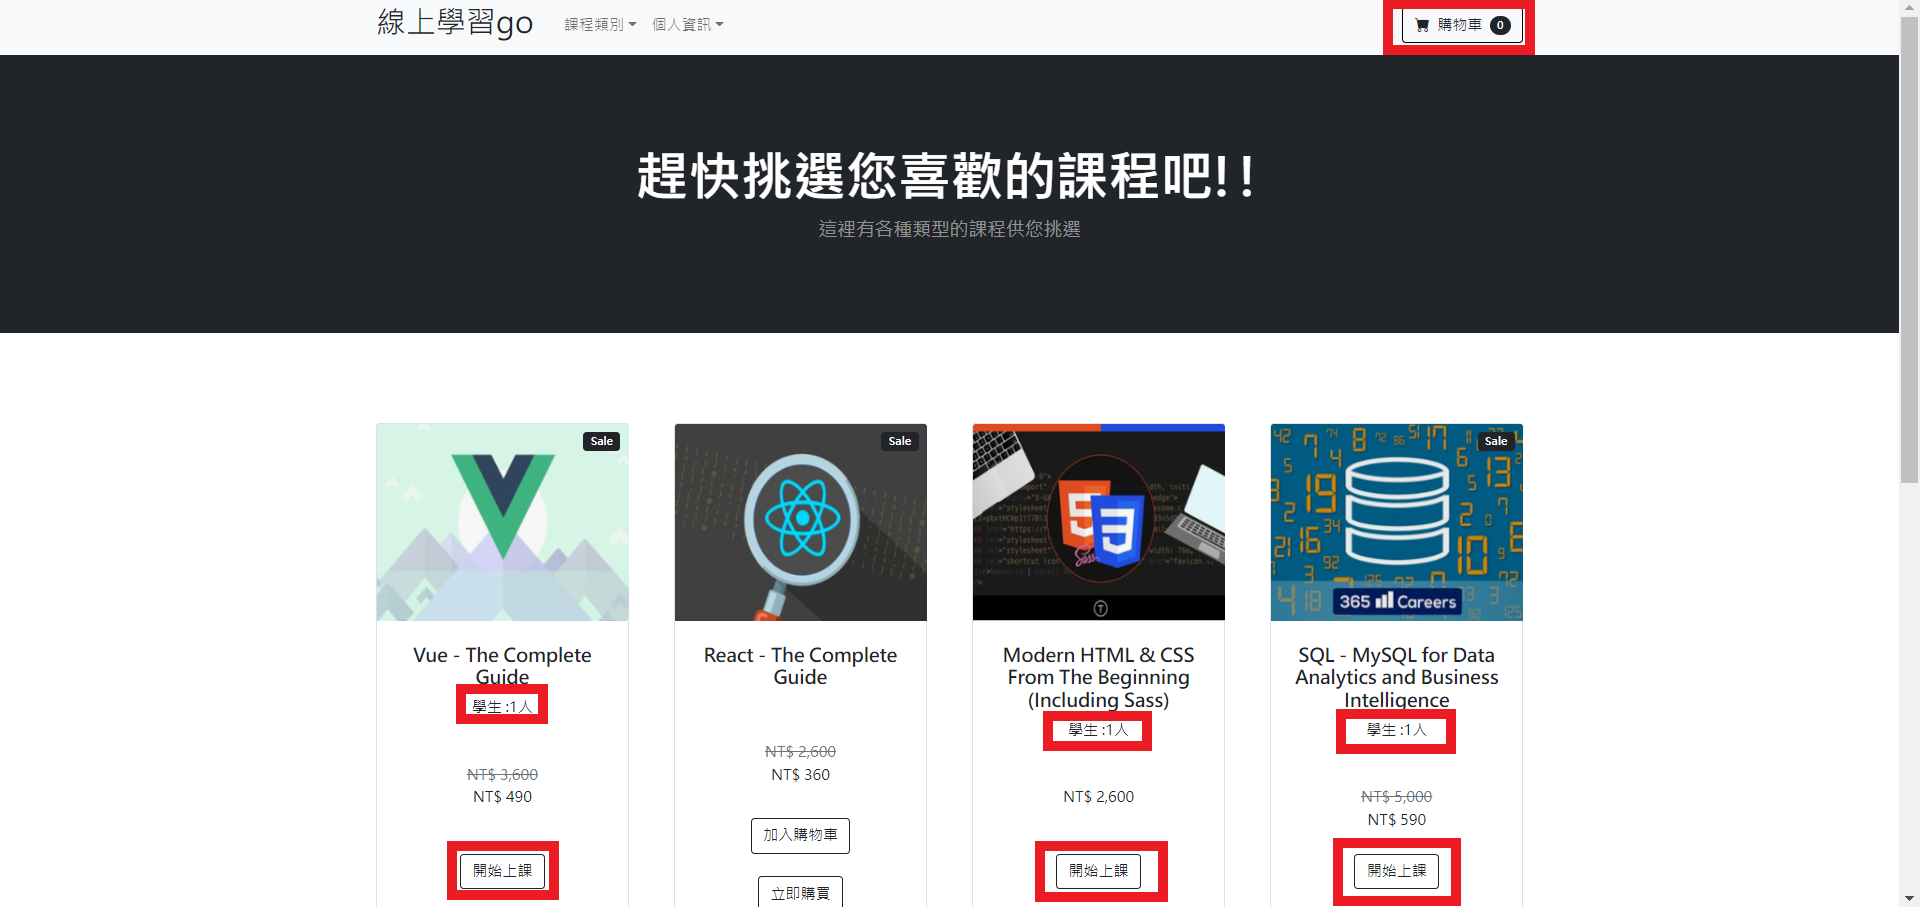 線上學習go
課程類別
個人資訊
購物車 0
趕快挑選您喜歡的課程吧!!
這裡有各種類型的課程供您挑選
Sale
Vue - The Complete
Guide
學生 :1人
NT$ 3,600
NT$ 490
開始上課
Sale
React - The Complete
Guide
NT$ 2,600
NT$ 360
加入購物車
立即購買
Modern HTML & CSS
From The Beginning
(Including Sass)
學生 :1人
NT$ 2,600
開始上課
Sale
365 Careers
SQL - MySQL for Data
Analytics and Business
Intelligence
學生 :1人
NT$ 5,000
NT$ 590
開始上課